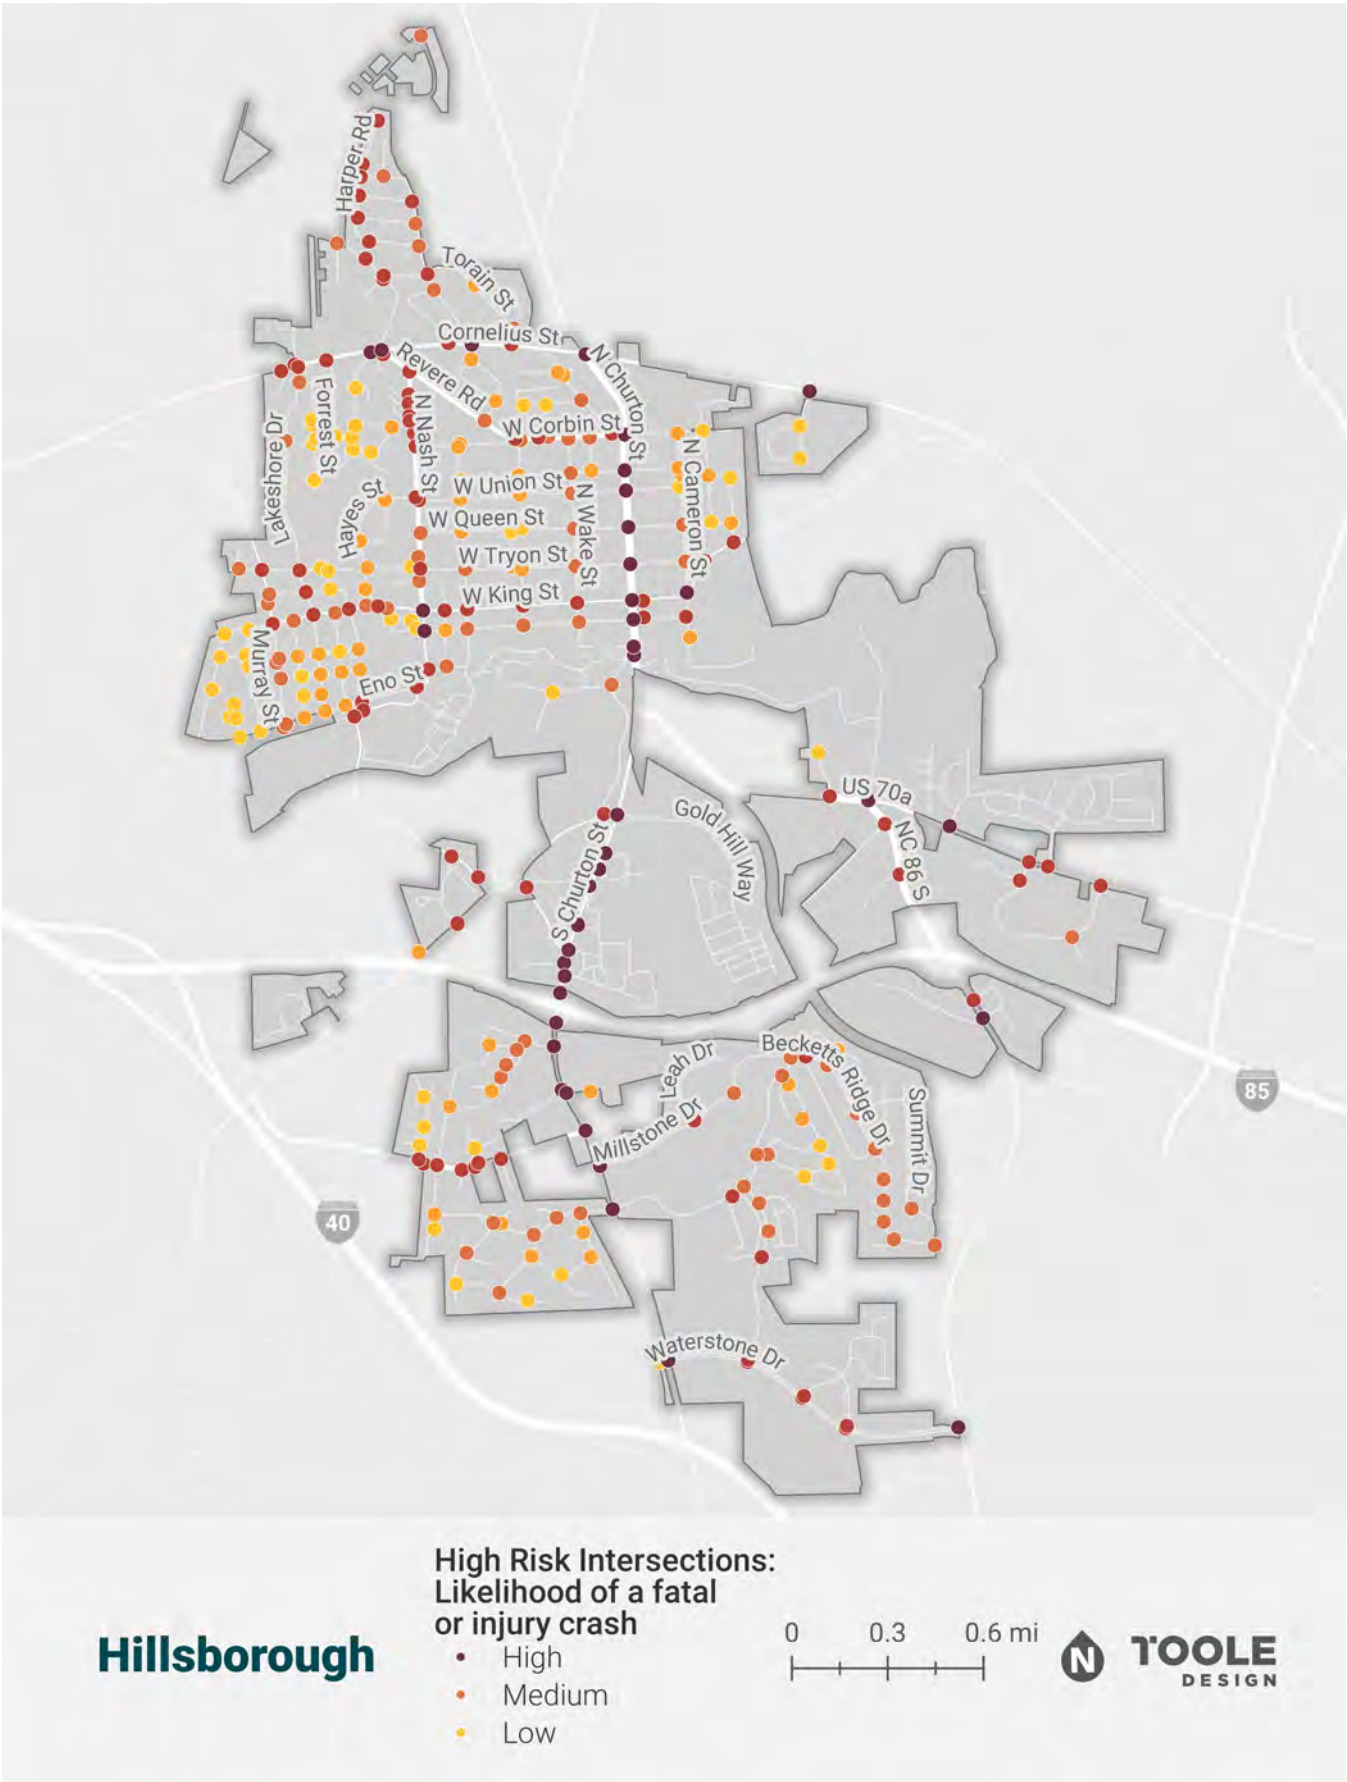 Harper Rd
Torain St
Cornelius St
N Churton St
Revere Rd
Forrest St
N Nash St
W Corbin St
Lakeshore Dr
N Cameron St
W Union St
Hayes St
N Wake St
W Queen St
W Tryon St
W King St
Murray St
Eno St
US 70a
Gold Hill Way
NC 86 S
S Churton St
Leah Dr
Becketts Ridge Dr
Summit Dr
Millstone Dr
85
40
Waterstone Dr
High Risk Intersections:
Likelihood of a fatal
or injury crash
High
Medium
Low
Hillsborough
0 0.3 0.6 mi
N
TOOLE
DESIGN